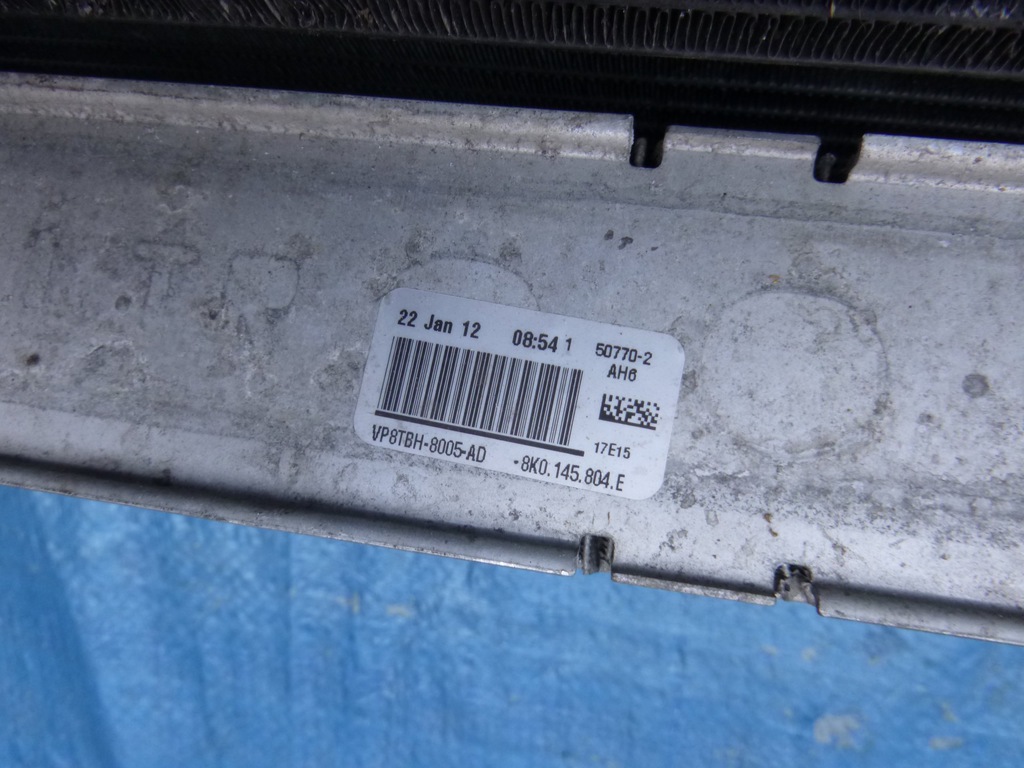 22 Jan 12 08:54 1
50770-2
AH6
17E15
VP8TBH-8005-AD -8K0.145.804.E